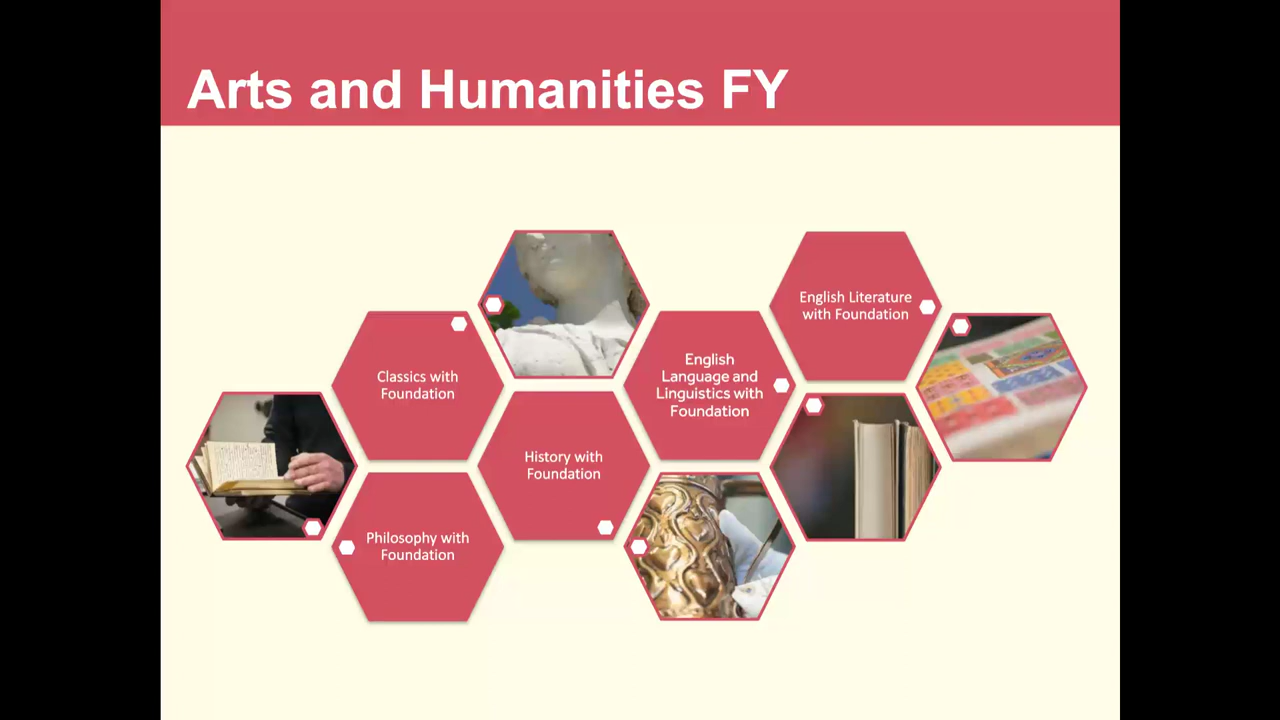 Arts and Humanities FY
Classics with
Foundation
Philosophy with
Foundation
History with
Foundation
English
Language and
Linguistics with
Foundation
English Literature
with Foundation